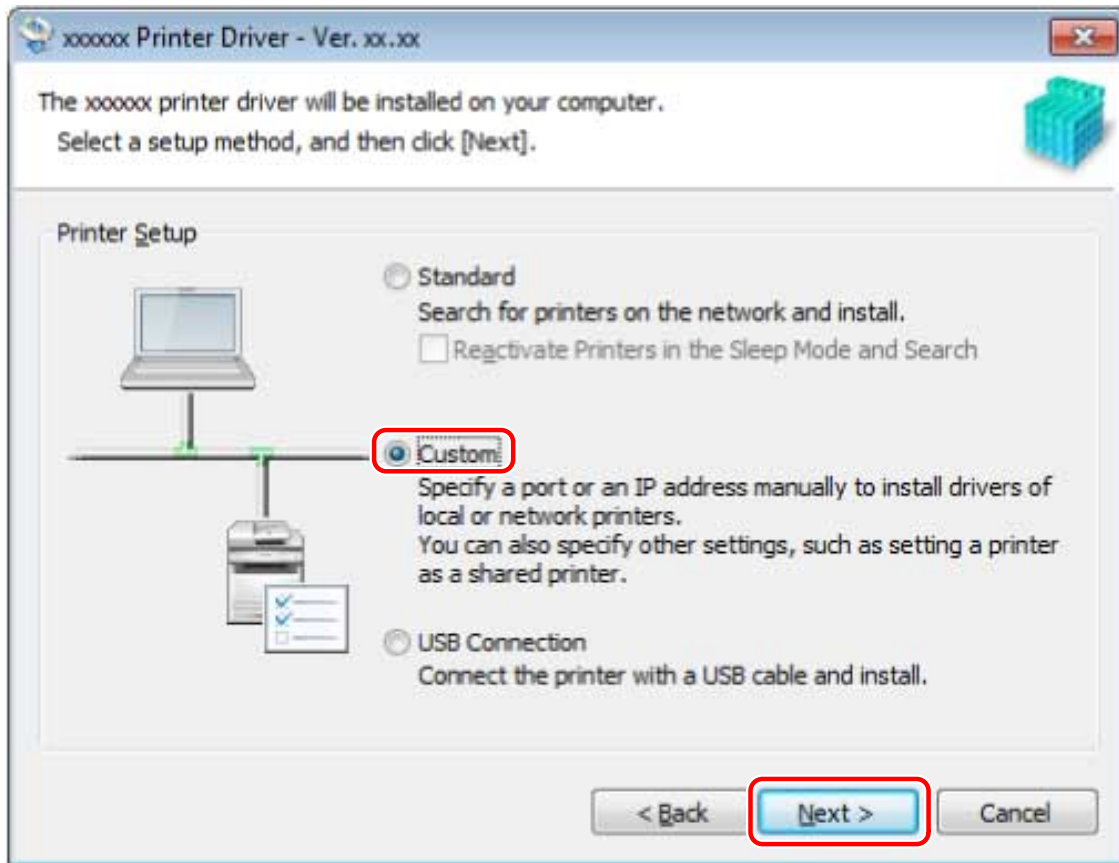 xxxxxx Printer Driver - Ver. xx.xx
The xxxxxx printer driver will be installed on your computer.
Select a setup method, and then click [Next].
Printer Setup
Standard
Search for printers on the network and install.
Reactivate Printers in the Sleep Mode and Search
Custom
Specify a port or an IP address manually to install drivers of
local or network printers.
You can also specify other settings, such as setting a printer
as a shared printer.
USB Connection
Connect the printer with a USB cable and install.
< Back
Next >
Cancel